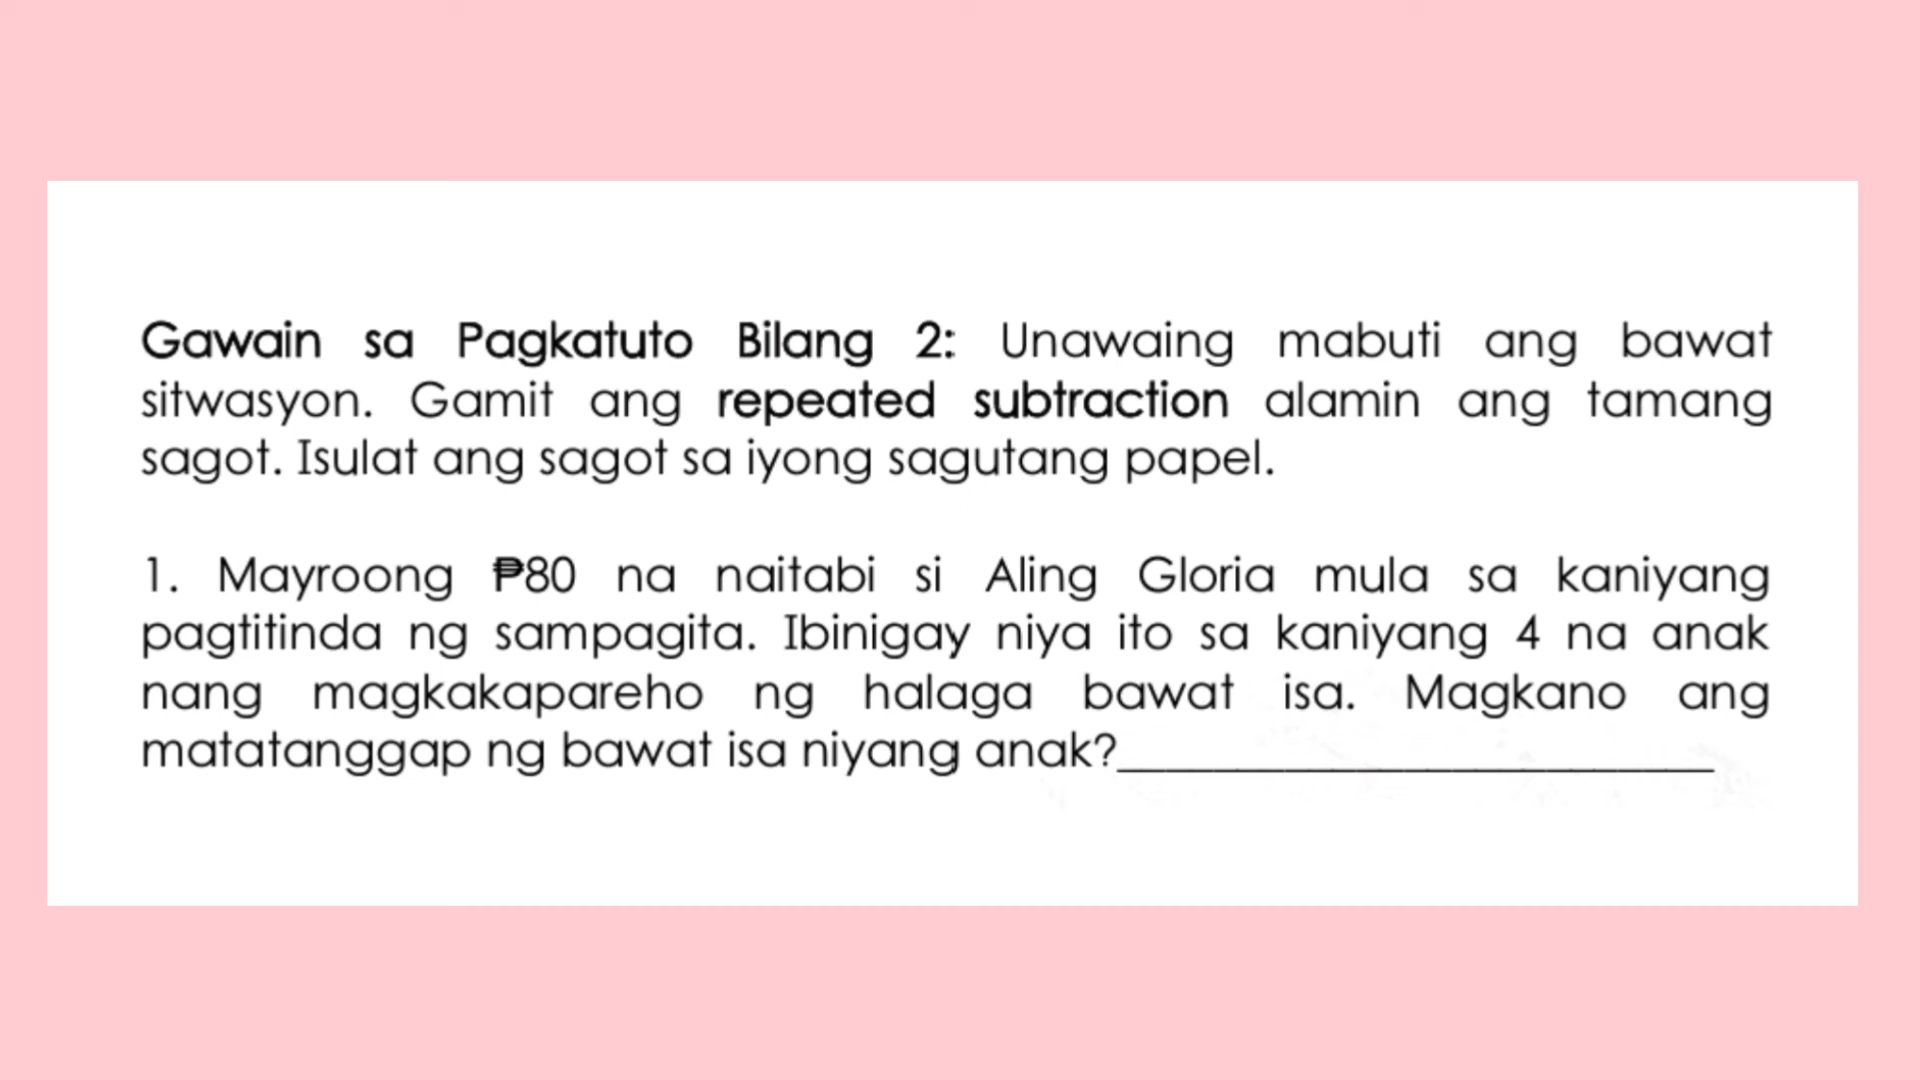 Gawain sa Pagkatuto Bilang 2: Unawaing mabuti ang bawat
sitwasyon. Gamit ang repeated subtraction alamin ang tamang
sagot. Isulat ang sagot sa iyong sagutang papel.
1. Mayroong ₱80 na naitabi si Aling Gloria mula sa kaniyang
pagtitinda ng sampagita. Ibinigay niya ito sa kaniyang 4 na anak
nang magkakapareho ng halaga bawat isa. Magkano ang
matatanggap ng bawat isa niyang anak?_________________________